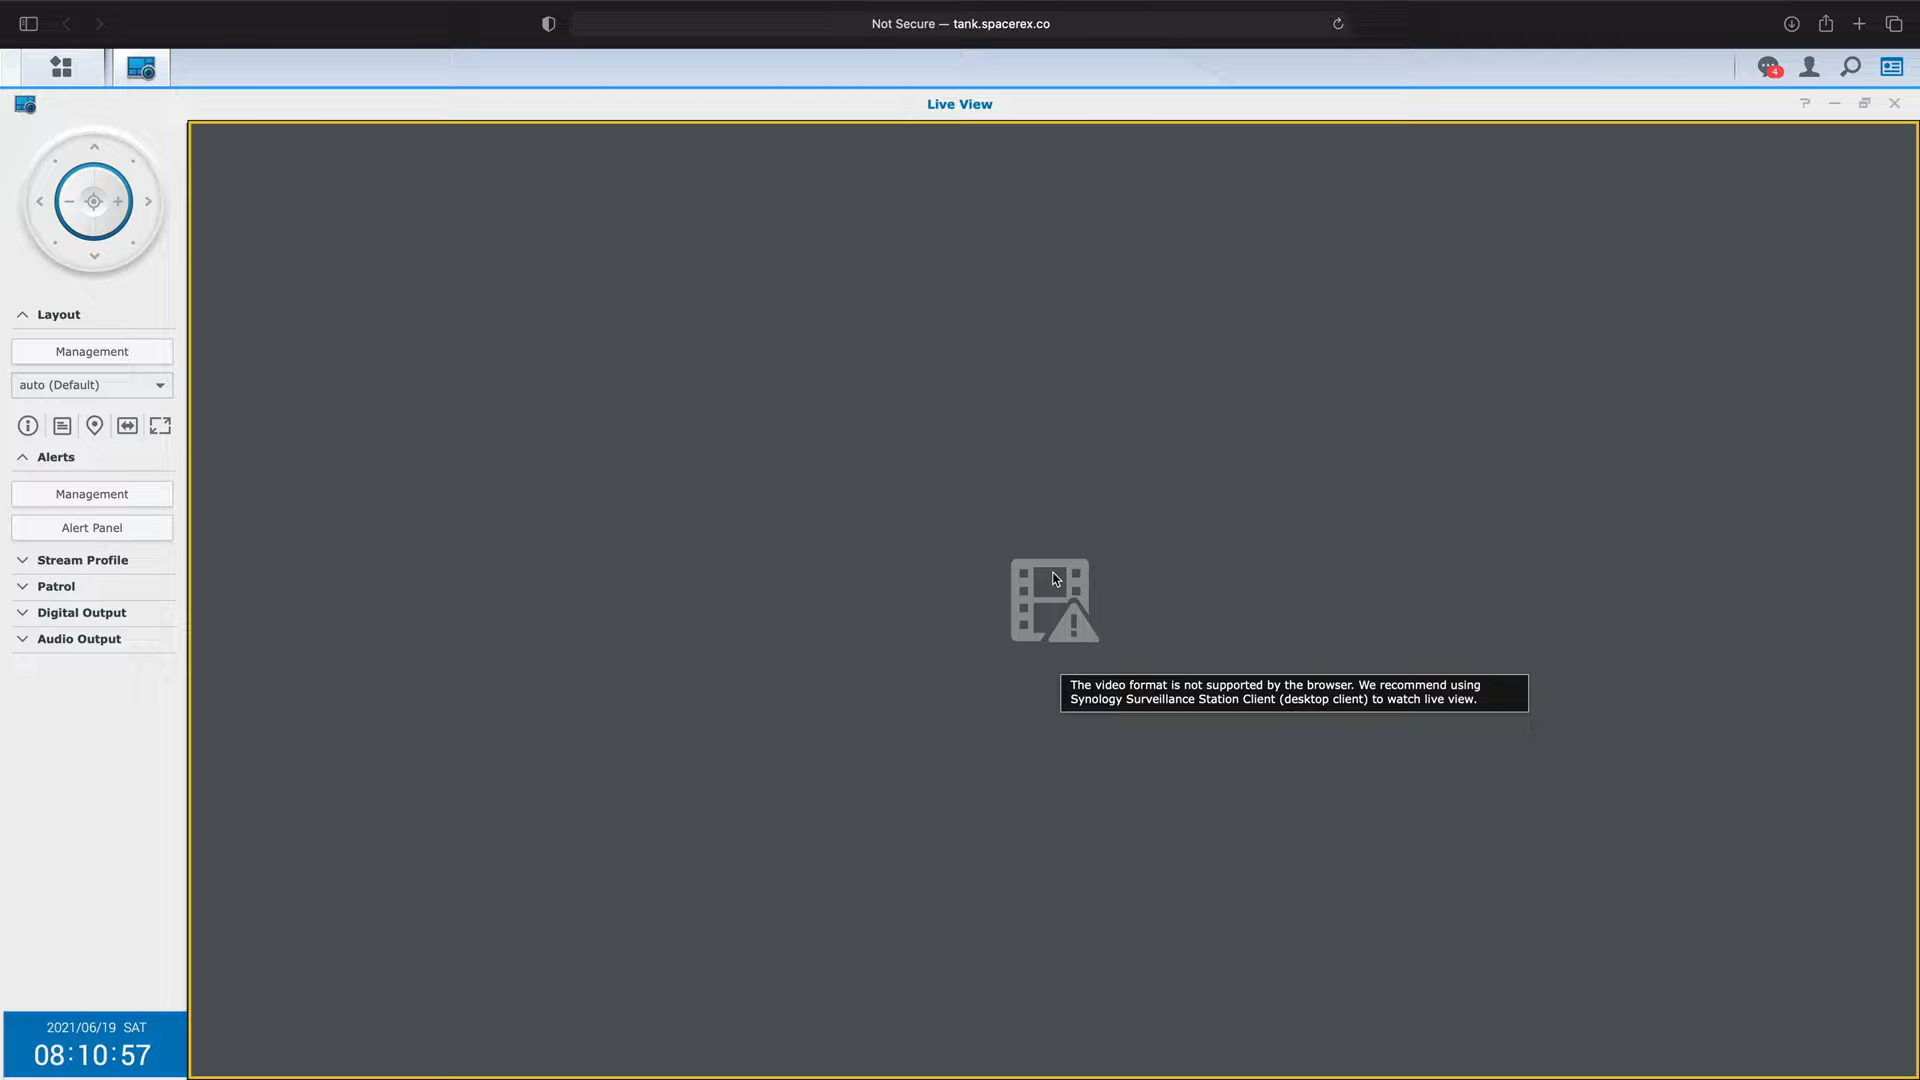 Not Secure — tank.spacerex.co
4
Live View
Layout
Management
auto (Default)
Alerts
Management
Alert Panel
Stream Profile
Patrol
Digital Output
Audio Output
The video format is not supported by the browser. We recommend using
Synology Surveillance Station Client (desktop client) to watch live view.
2021/06/19 SAT
08:10:57